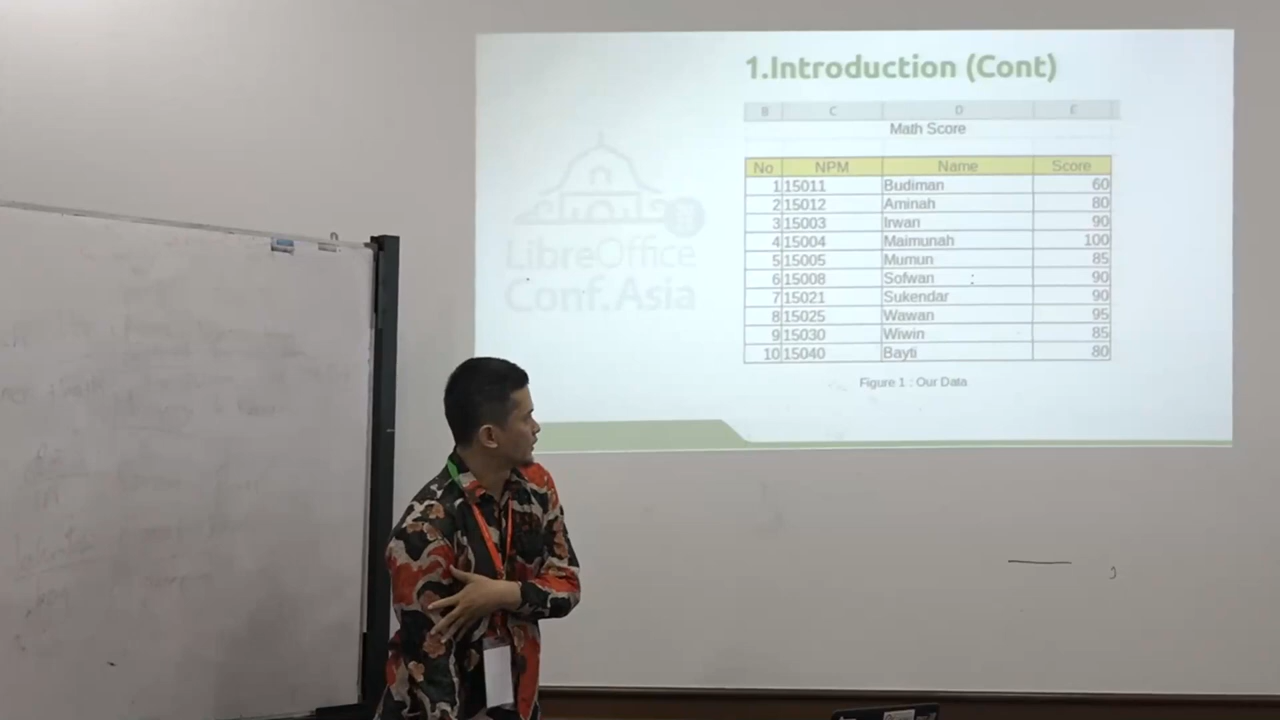 1.Introduction (Cont)
B C D E
Math Score
No NPM Name Score
1 15011 Budiman 60
2 15012 Aminah 80
3 15003 Irwan 90
4 15004 Maimunah 100
5 15005 Mumun 85
6 15008 Sofwan 90
7 15021 Sukendar 90
8 15025 Wawan 95
9 15030 Wiwin 85
10 15040 Bayti 80
Figure 1 : Our Data
LibreOffice
Conf.Asia